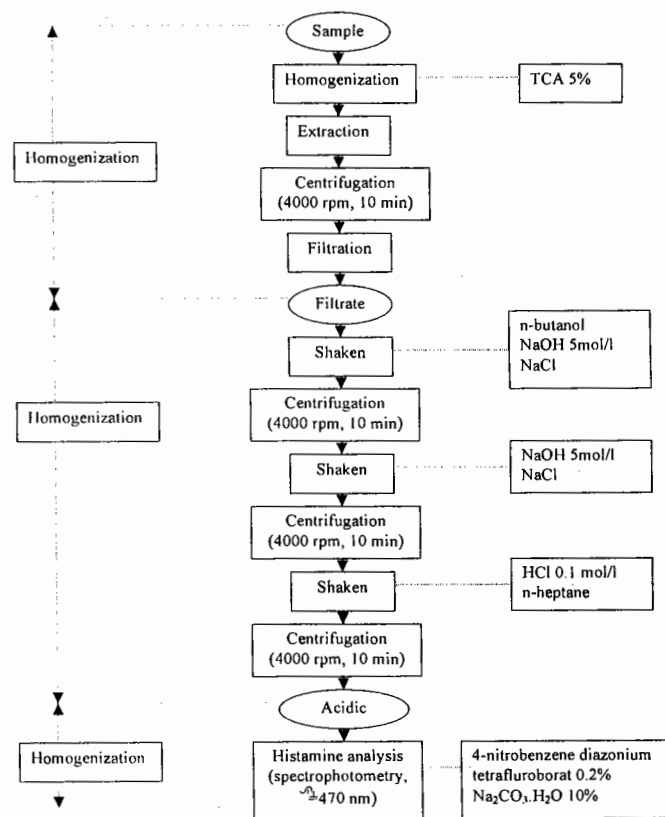 Sample
Homogenization
TCA 5%
Extraction
Homogenization
Centrifugation
(4000 rpm, 10 min)
Filtration
Filtrate
n-butanol
NaOH 5mol/l
NaCl
Shaken
Homogenization
Centrifugation
(4000 rpm, 10 min)
Shaken
NaOH 5mol/l
NaCl
Centrifugation
(4000 rpm, 10 min)
Shaken
HCl 0.1 mol/l
n-heptane
Centrifugation
(4000 rpm, 10 min)
Acidic
Homogenization
Histamine analysis
(spectrophotometry,
=470 nm)
4-nitrobenzene diazonium
tetrafluroborat 0.2%
Na₂CO₃.H₂O 10%